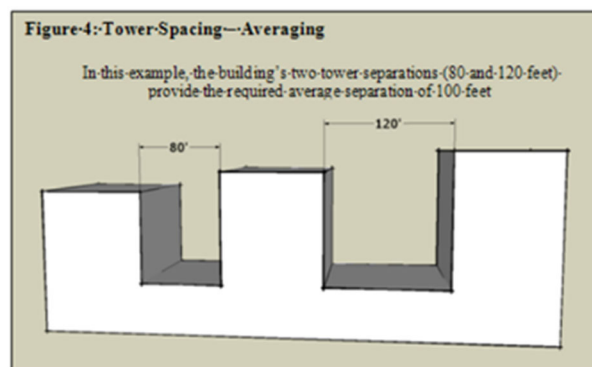 Figure·4:·Tower·Spacing·–·Averaging
In·this·example,·the·building's·two·tower·separations·(80·and·120·feet)·
provide·the·required·average·separation·of·100·feet
120'
80'